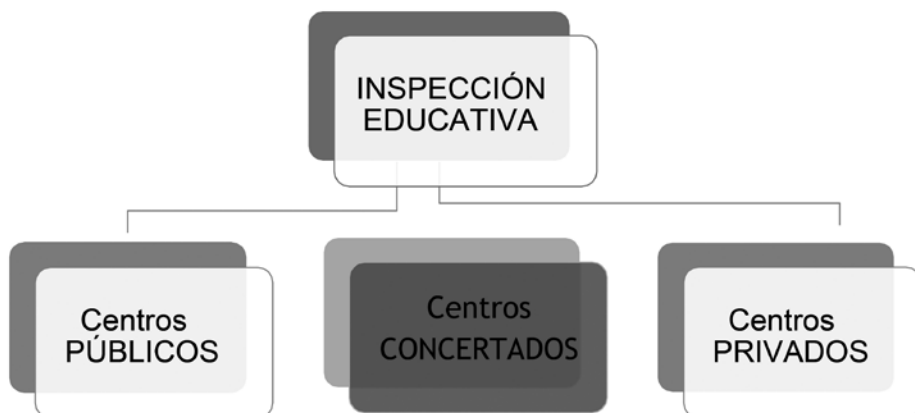 INSPECCIÓN
EDUCATIVA
Centros
PÚBLICOS
Centros
CONCERTADOS
Centros
PRIVADOS